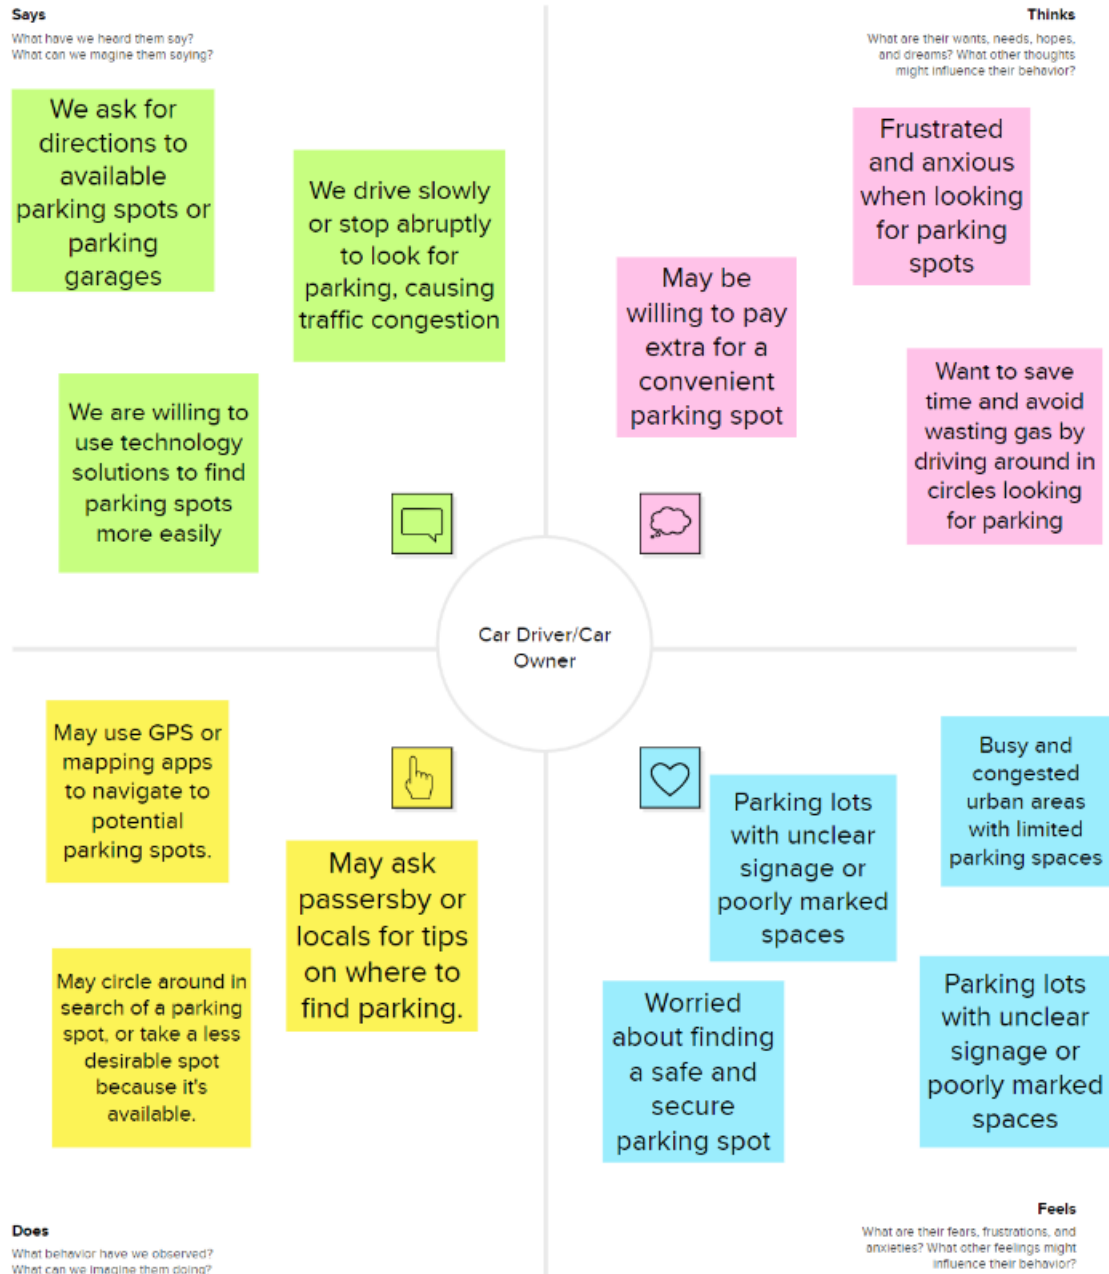 Says
What have we heard them say?
What can we magine them saying?
We ask for
directions to
available
parking spots or
parking
garages
We drive slowly
or stop abruptly
to look for
parking, causing
traffic congestion
We are willing to
use technology
solutions to find
parking spots
more easily
Thinks
What are their wants, needs, hopes,
and dreams? What other thoughts
might influence their behavior?
Frustrated
and anxious
when looking
for parking
spots
May be
willing to pay
extra for a
convenient
parking spot
Want to save
time and avoid
wasting gas by
driving around in
circles looking
for parking
Car Driver/Car
Owner
May use GPS or
mapping apps
to navigate to
potential
parking spots.
May ask
passersby or
locals for tips
on where to
find parking.
May circle around in
search of a parking
spot, or take a less
desirable spot
because it's
available.
Does
What behavior have we observed?
What can we imagine them doing?
Parking lots
with unclear
signage or
poorly marked
spaces
Busy and
congested
urban areas
with limited
parking spaces
Worried
about finding
a safe and
secure
parking spot
Parking lots
with unclear
signage or
poorly marked
spaces
Feels
What are their fears, frustrations, and
anxieties? What other feelings might
influence their behavior?